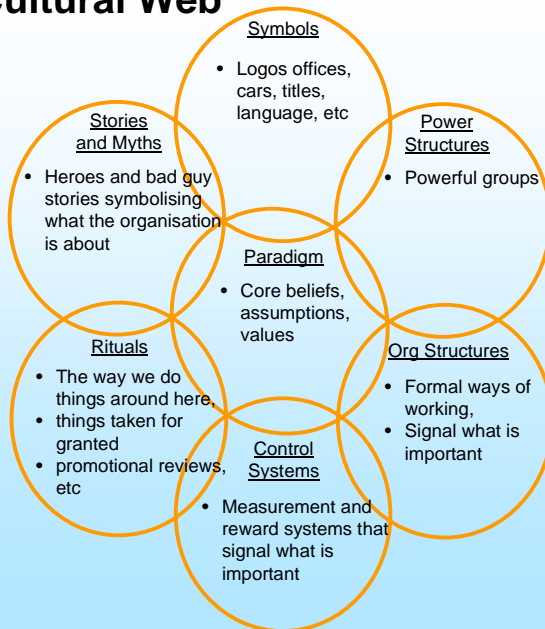 Cultural Web
Symbols
• Logos offices,
cars, titles,
language, etc
Stories
and Myths
• Heroes and bad guy
stories symbolising
what the organisation
is about
Power
Structures
• Powerful groups
Paradigm
• Core beliefs,
assumptions,
values
Rituals
• The way we do
things around here,
• things taken for
granted
• promotional reviews,
etc
Org Structures
• Formal ways of
working,
• Signal what is
important
Control
Systems
• Measurement and
reward systems that
signal what is
important